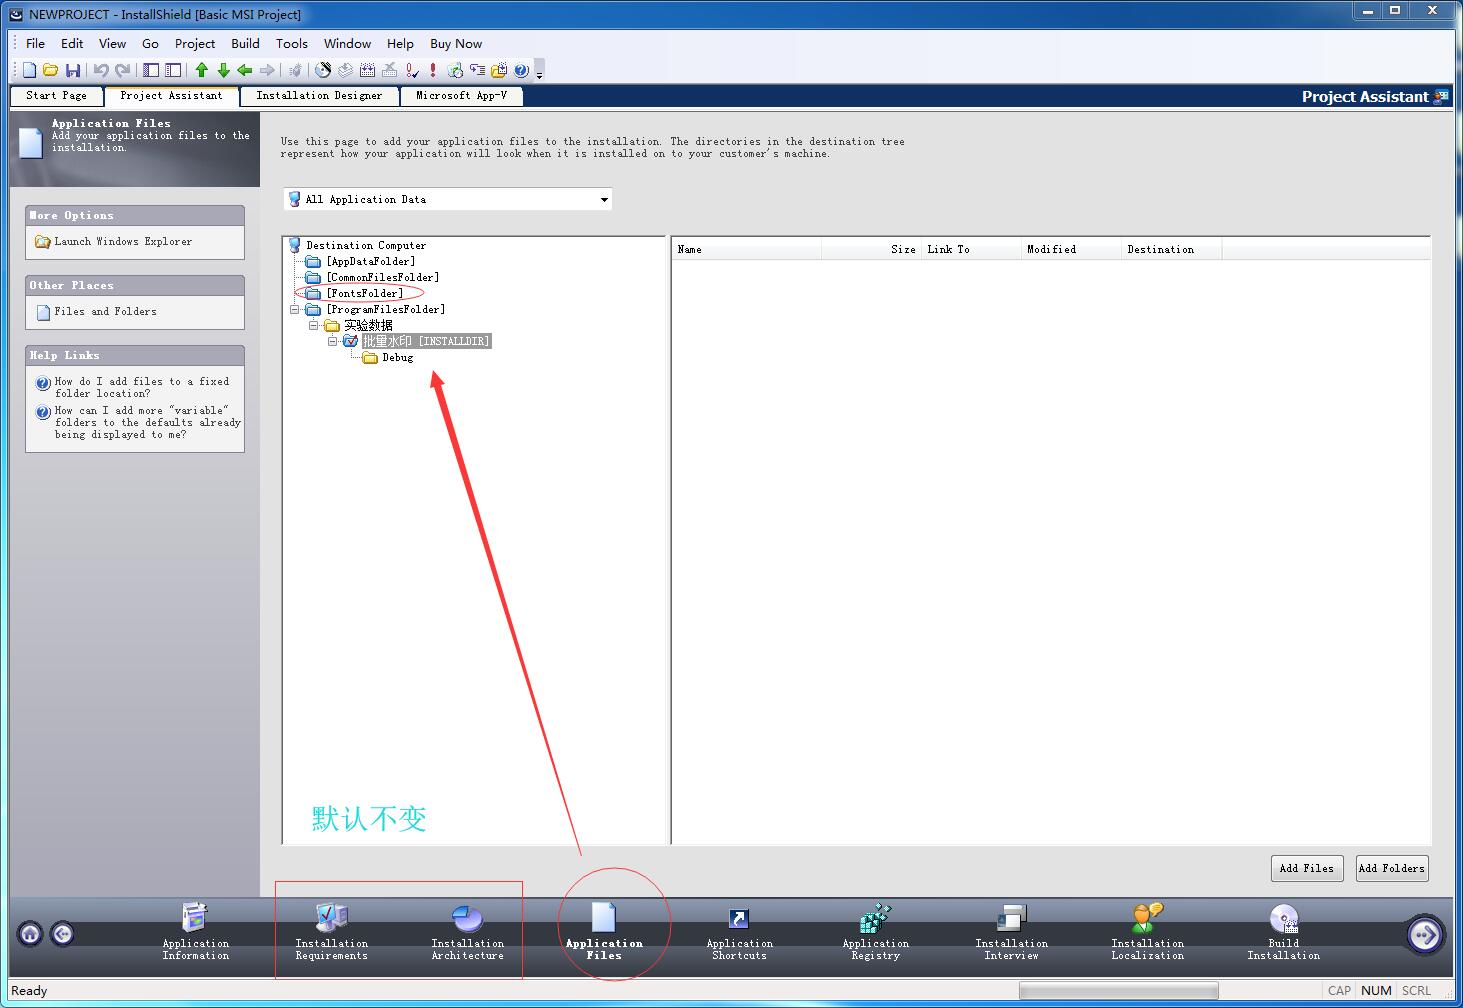 NEWPROJECT - InstallShield [Basic MSI Project]
File Edit View Go Project Build Tools Window Help Buy Now
Start Page Project Assistant Installation Designer Microsoft App-V
Project Assistant
Application Files
Add your application files to the
installation.
More Options
Launch Windows Explorer
Other Places
Files and Folders
Help Links
How do I add files to a fixed
folder location?
How can I add more "variable"
folders to the defaults already
being displayed to me?
Use this page to add your application files to the installation. The directories in the destination tree
represent how your application will look when it is installed on to your customer's machine.
All Application Data
Destination Computer
[AppDataFolder]
[CommonFilesFolder]
[FontsFolder]
[ProgramFilesFolder]
实验数据
批量水印 [INSTALLDIR]
Debug
默认不变
Name Size Link To Modified Destination
Add Files Add Folders
Application
Information
Installation
Requirements
Installation
Architecture
Application
Files
Application
Shortcuts
Application
Registry
Installation
Interview
Installation
Localization
Build
Installation
Ready
CAP NUM SCRL